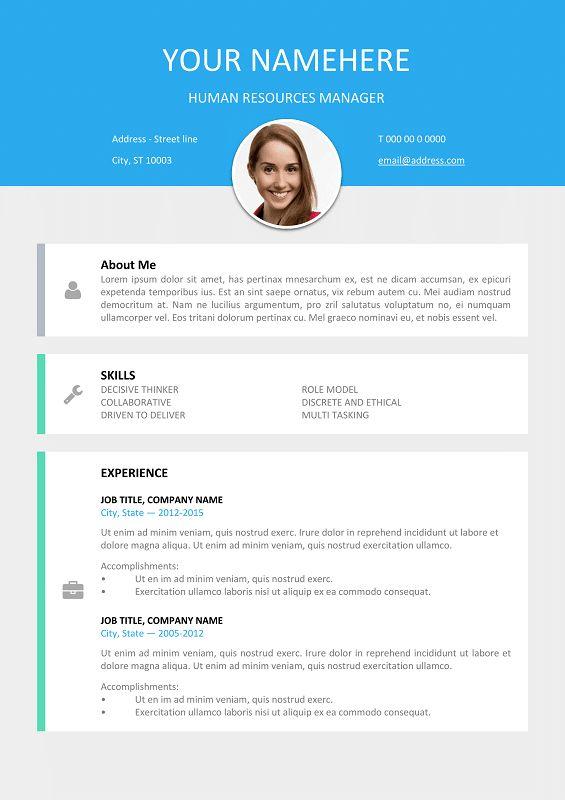 YOUR NAMEHERE
HUMAN RESOURCES MANAGER
Address - Street line
City, ST 10003
T 000 00 0 0000
email@address.com
About Me
Lorem ipsum dolor sit amet, has pertinax mnesarchum ex, est ne dicam accumsan, ex epicuri
expetenda temporibus ius. Est an sint saepe ornatus, vix rebum autem cu. Mei audiam nostrud
democritum at. Nam ne lucilius argumentum, pro zril salutatus voluptatum no, ei numquam
ullamcorper vel. Eos tritani dolorum pertinax cu. Mel graeco nominavi eu, et nobis essent vel.
SKILLS
DECISIVE THINKER
COLLABORATIVE
DRIVEN TO DELIVER
ROLE MODEL
DISCRETE AND ETHICAL
MULTI TASKING
EXPERIENCE
JOB TITLE, COMPANY NAME
City, State — 2012-2015
Ut enim ad minim veniam, quis nostrud exerc. Irure dolor in reprehend incididunt ut labore et
dolore magna aliqua. Ut enim ad minim veniam, quis nostrud exercitation ullamco.
Accomplishments:
• Ut en im ad minim veniam, quis nostrud exerc.
• Exercitation ullamco laboris nisi ut aliquip ex ea commodo consequat.
JOB TITLE, COMPANY NAME
City, State — 2005-2012
Ut enim ad minim veniam, quis nostrud exerc. Irure dolor in reprehend incididunt ut labore et
dolore magna aliqua. Ut enim ad minim veniam, quis nostrud exercitation ullamco.
Accomplishments:
• Ut en im ad minim veniam, quis nostrud exerc.
• Exercitation ullamco laboris nisi ut aliquip ex ea commodo consequat.